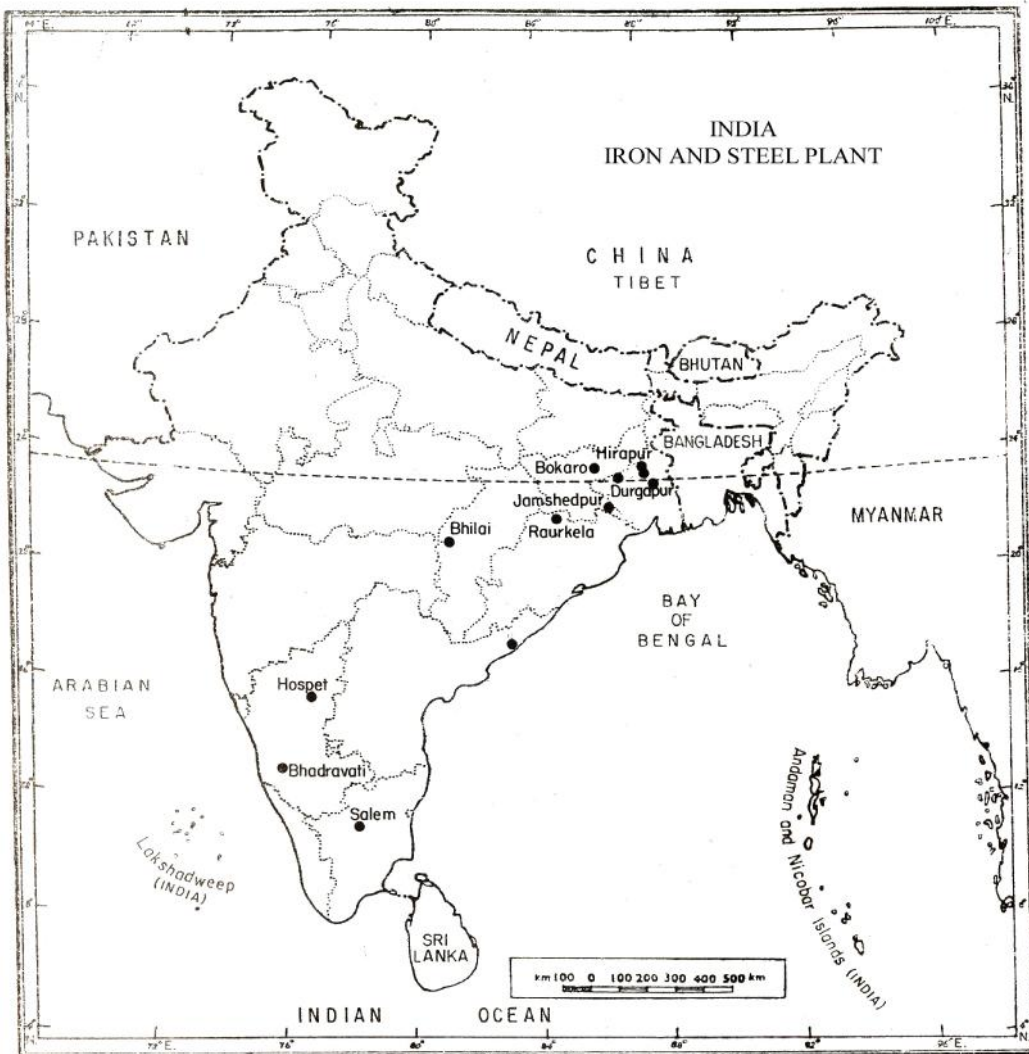 INDIA
IRON AND STEEL PLANT
PAKISTAN
CHINA
TIBET
NEPAL
BHUTAN
BANGLADESH
Hirapur
Bokaro
Durgapur
Jamshedpur
Raurkela
Bhilai
MYANMAR
BAY
OF
BENGAL
ARABIAN
SEA
Hospet
Bhadravati
Salem
Lakshadweep
(INDIA)
Andaman and Nicobar Islands (INDIA)
SRI
LANKA
km 100 0 100 200 300 400 500 km
INDIAN OCEAN